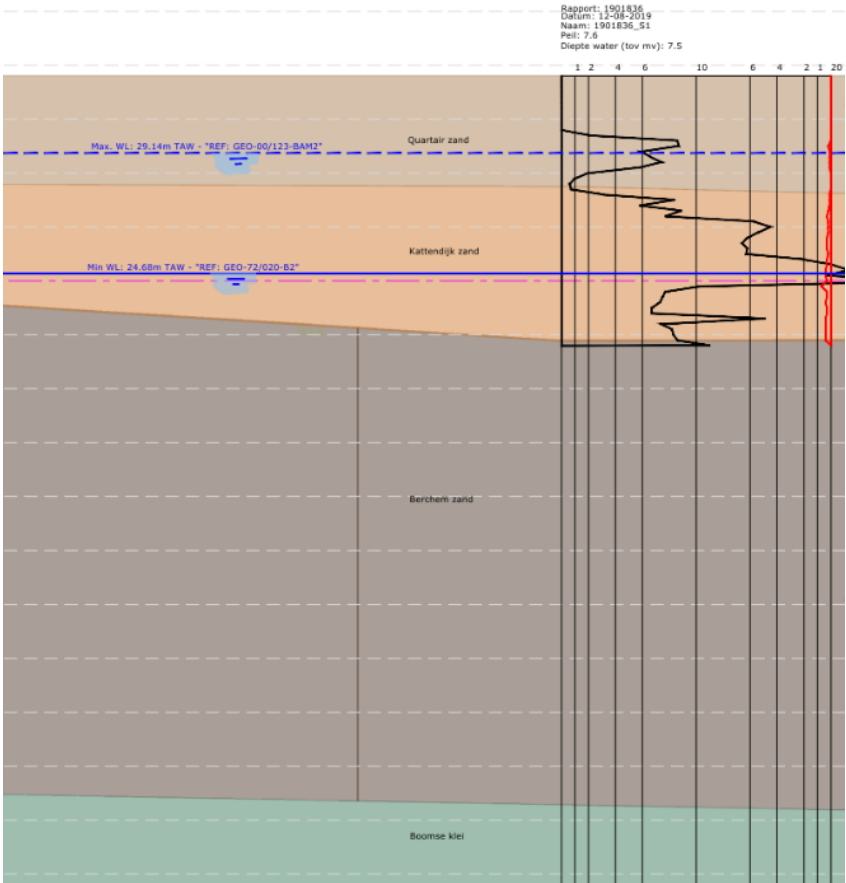 Rapport: 1901836
Datum: 12-08-2019
Naam: 1901836_S1
Peil: 7.6
Diepte water (tov mv): 7.5
1 2 4 6 10 6 4 2 1 20
Quartair zand
Max. WL: 29.14m TAW - "REF: GEO-00/123-BAM2"
Kattendijk zand
Min WL: 24.68m TAW - "REF: GEO-72/020-B2"
Berchem zand
Boomse klei